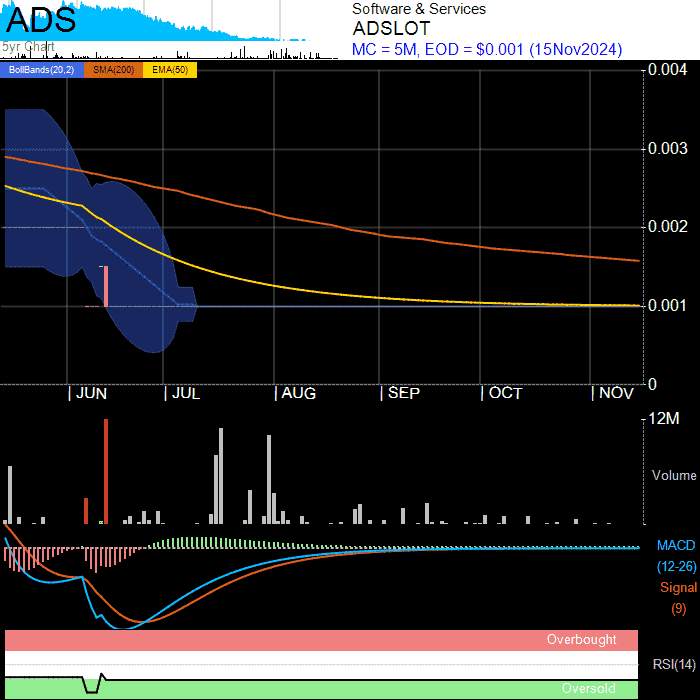 ADS
5yr Chart
Software & Services
ADSLOT
MC = 5M, EOD = $0.001 (15Nov2024)
BollBands(20,2) SMA(200) EMA(50)
0.004
0.003
0.002
0.001
0
| JUN | JUL | AUG | SEP | OCT | NOV
12M
Volume
MACD
(12-26)
Signal
(9)
Overbought
RSI(14)
Oversold